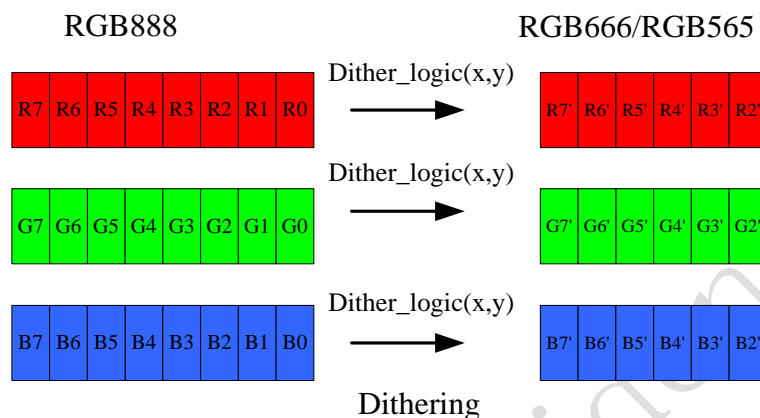 RGB888 RGB666/RGB565
Dither_logic(x,y)
R7 R6 R5 R4 R3 R2 R1 R0 R7' R6' R5' R4' R3' R2'
Dither_logic(x,y)
G7 G6 G5 G4 G3 G2 G1 G0 G7' G6' G5' G4' G3' G2'
Dither_logic(x,y)
B7 B6 B5 B4 B3 B2 B1 B0 B7' B6' B5' B4' B3' B2'
Dithering